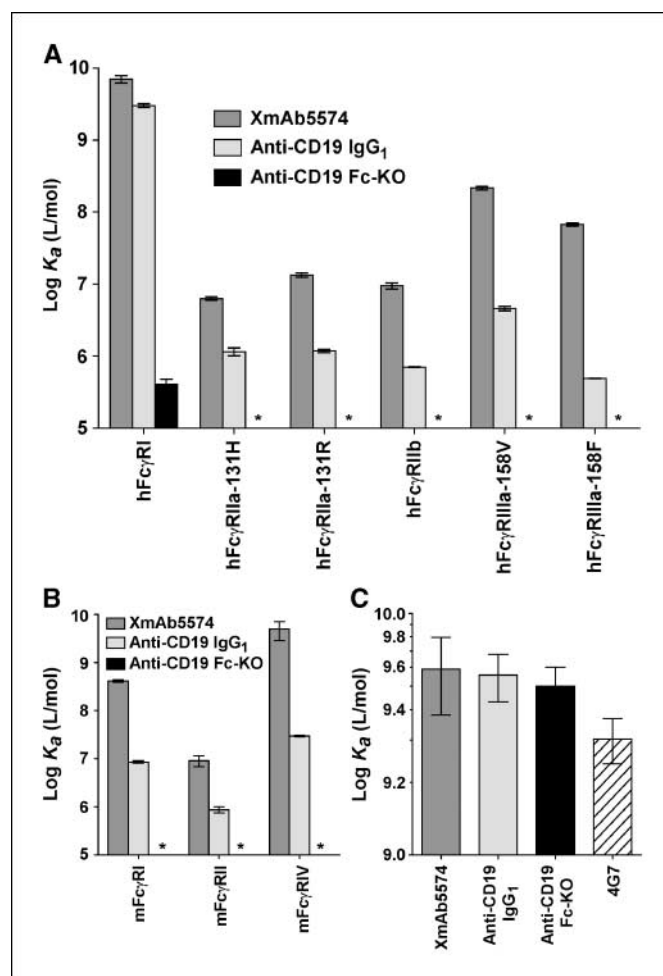 A
10
9
8
7
6
5
Log Ka (L/mol)
XmAb5574
Anti-CD19 IgG₁
Anti-CD19 Fc-KO
* * * * *
hFcγRI
hFcγRIIa-131H
hFcγRIIa-131R
hFcγRIIb
hFcγRIIIa-158V
hFcγRIIIa-158F
B
10
9
8
7
6
5
Log Ka (L/mol)
XmAb5574
Anti-CD19 IgG₁
Anti-CD19 Fc-KO
* * *
mFcγRI
mFcγRII
mFcγRIV
C
10.0
9.8
9.6
9.4
9.2
9.0
Log Ka (L/mol)
XmAb5574
Anti-CD19
IgG₁
Anti-CD19
Fc-KO
4G7